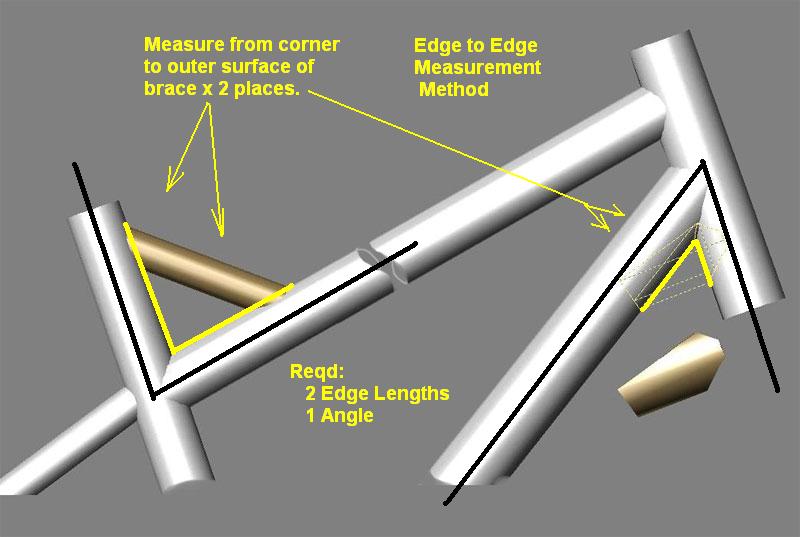 Measure from corner
to outer surface of
brace x 2 places.
Edge to Edge
Measurement
Method
Reqd:
2 Edge Lengths
1 Angle